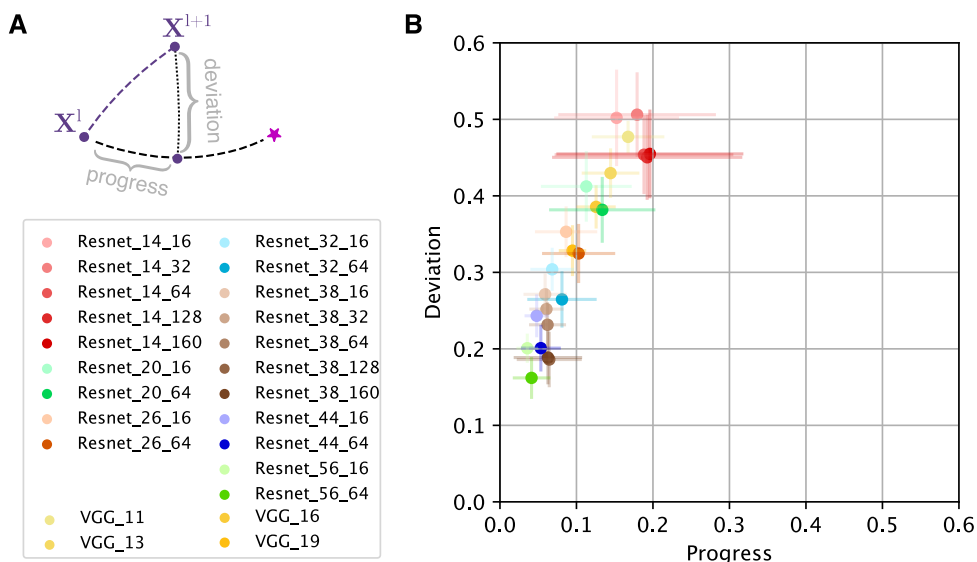 A
X^{l+1}
X^l
deviation
progress
Resnet_14_16
Resnet_14_32
Resnet_14_64
Resnet_14_128
Resnet_14_160
Resnet_20_16
Resnet_20_64
Resnet_26_16
Resnet_26_64
VGG_11
VGG_13
Resnet_32_16
Resnet_32_64
Resnet_38_16
Resnet_38_32
Resnet_38_64
Resnet_38_128
Resnet_38_160
Resnet_44_16
Resnet_44_64
Resnet_56_16
Resnet_56_64
VGG_16
VGG_19
B
Deviation
0.6
0.5
0.4
0.3
0.2
0.1
0.0
0.0 0.1 0.2 0.3 0.4 0.5 0.6
Progress